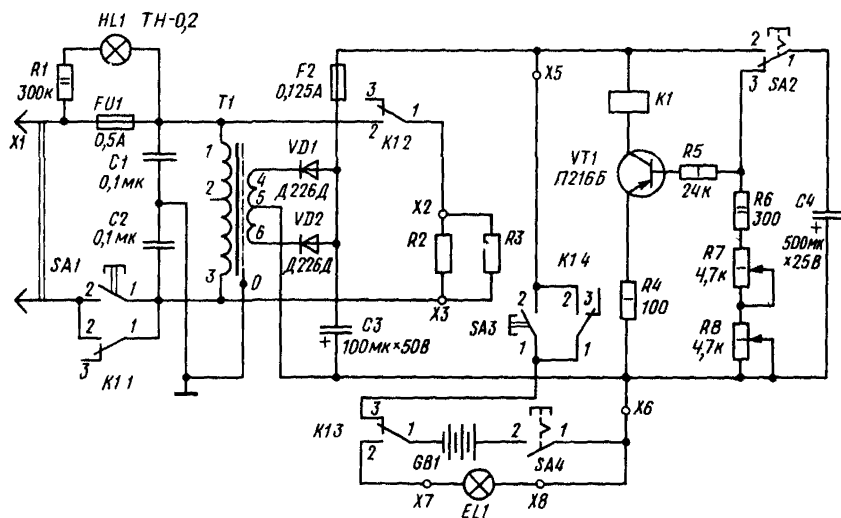 HL1 ТН-0,2
R1
300к
FU1
0,5А
X1
C1
0,1мк
C2
0,1мк
SA1
2
1
2
1
3
K1 1
T1
1
2
3
4
5
6
0
VD1
Д226Д
VD2
Д226Д
F2
0,125А
3
1
2
K1 2
X2
R2
R3
X3
C3
+
100мк×50В
X5
K1
VT1
П216Б
R5
24к
2
1
3
SA2
R6
300
R7
4,7к
R8
4,7к
C4
+
500мк
×25В
R4
100
K1 4
2
3
1
SA3
2
1
K1 3
3
1
2
GB1
2
1
SA4
X6
X7
EL1
X8